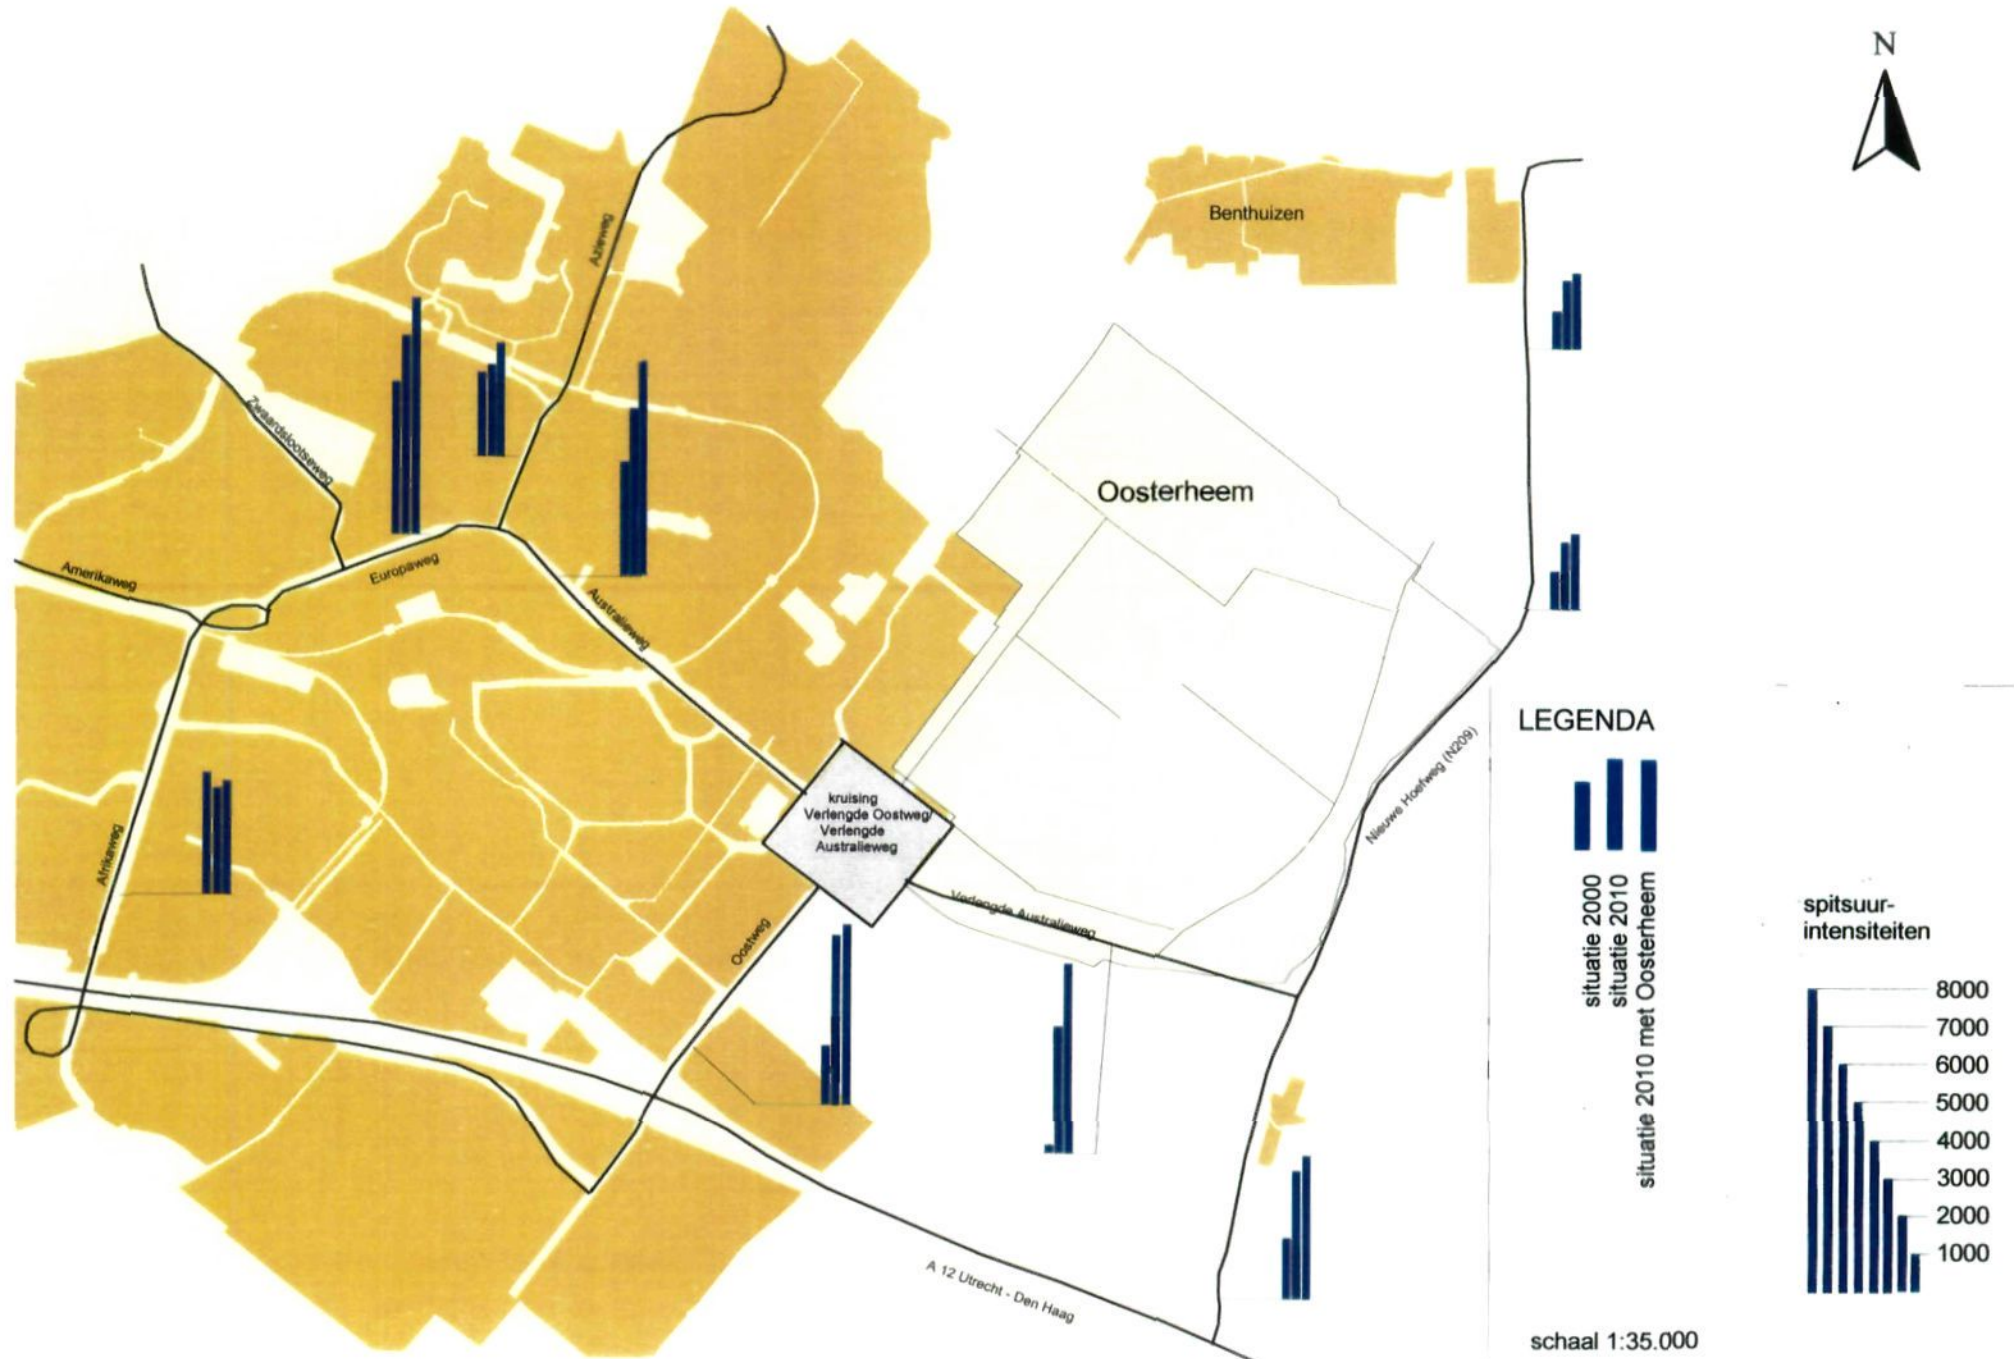 N
Benthuizen
Azieweg
Zwaardslootseweg
Oosterheem
Amerikaweg
Europaweg
Australieweg
LEGENDA
Nieuwe Hoefweg (N209)
kruising
Verlengde Oostweg/
Verlengde
Australieweg
Afrikaweg
Verlengde Australieweg
Oostweg
situatie 2000
situatie 2010
situatie 2010 met Oosterheem
spitsuur-
intensiteiten
8000
7000
6000
5000
4000
3000
2000
1000
A 12 Utrecht - Den Haag
schaal 1:35.000